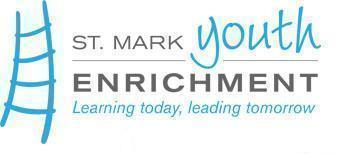 ST. MARK youth
ENRICHMENT
Learning today, leading tomorrow